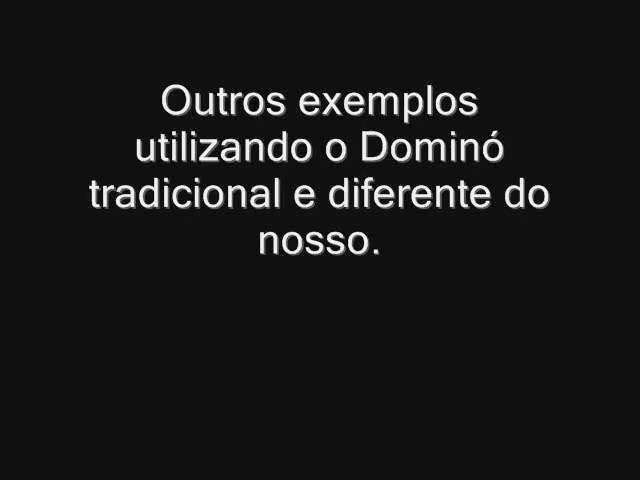 Outros exemplos
utilizando o Dominó
tradicional e diferente do
nosso.